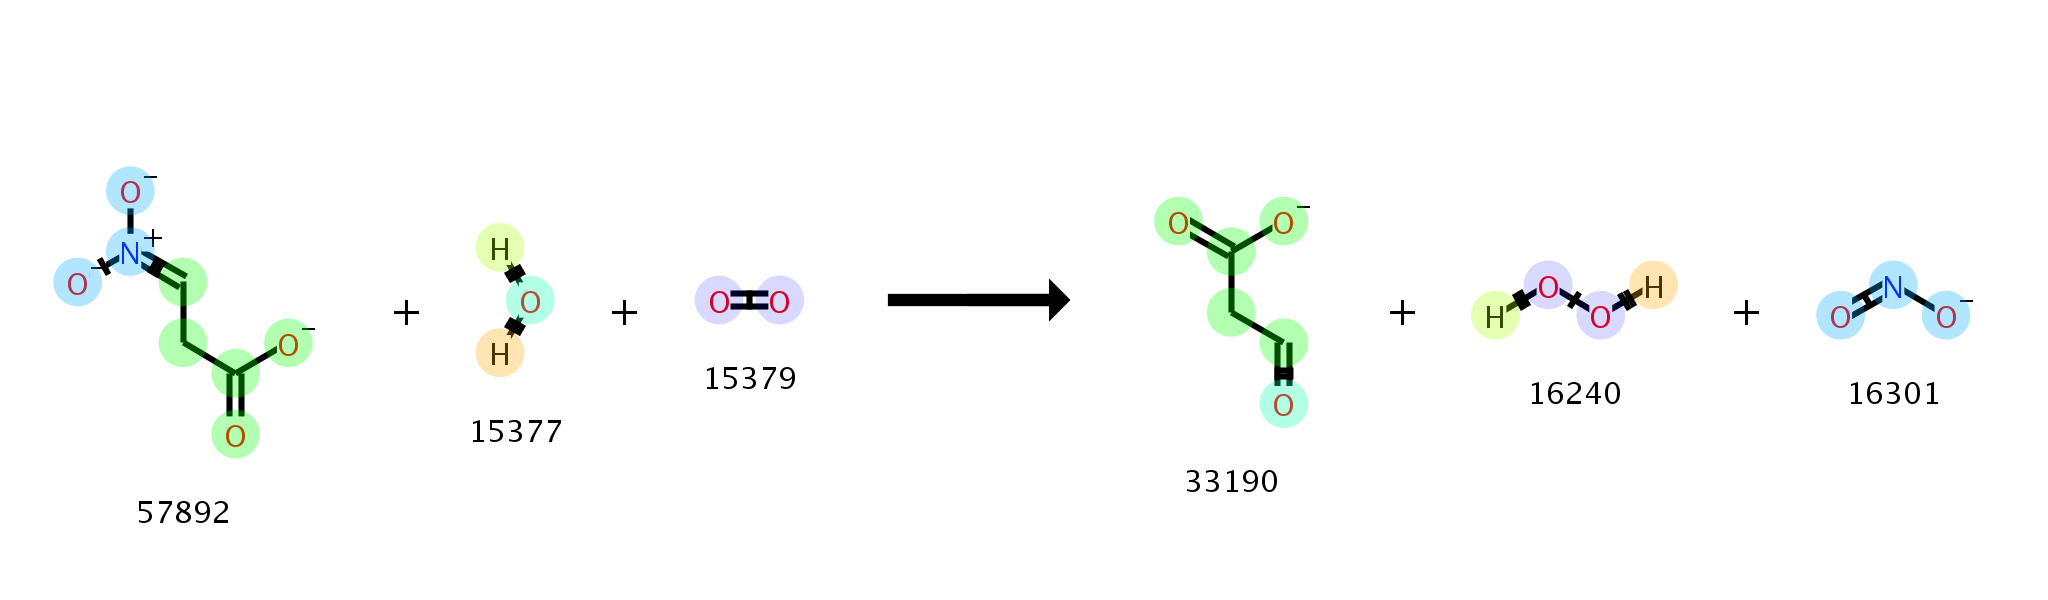 O−
N+
O−
O−
O
57892
+
H
O
H
15377
+
O O
15379
O
O−
O
33190
+
H
O
O
H
16240
+
O
N
O−
16301